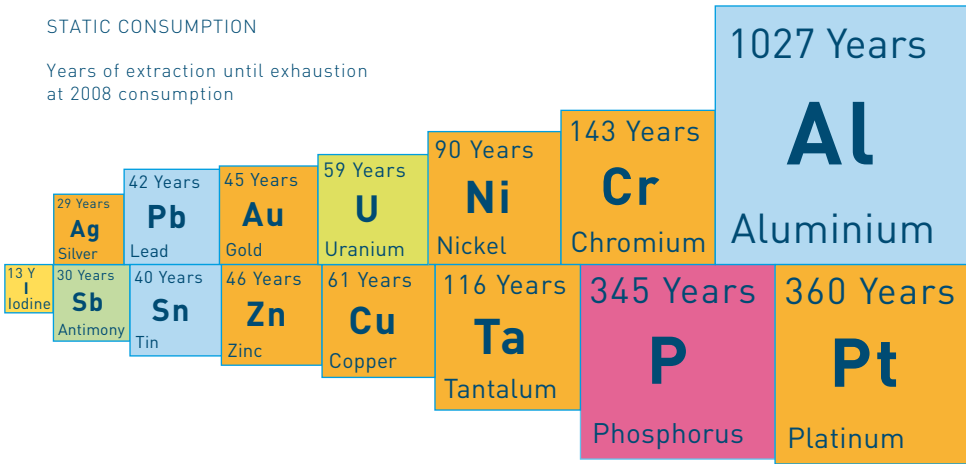 STATIC CONSUMPTION
Years of extraction until exhaustion
at 2008 consumption
29 Years
Ag
Silver
42 Years
Pb
Lead
45 Years
Au
Gold
59 Years
U
Uranium
90 Years
Ni
Nickel
143 Years
Cr
Chromium
1027 Years
Al
Aluminium
13 Y
I
Iodine
30 Years
Sb
Antimony
40 Years
Sn
Tin
46 Years
Zn
Zinc
61 Years
Cu
Copper
116 Years
Ta
Tantalum
345 Years
P
Phosphorus
360 Years
Pt
Platinum